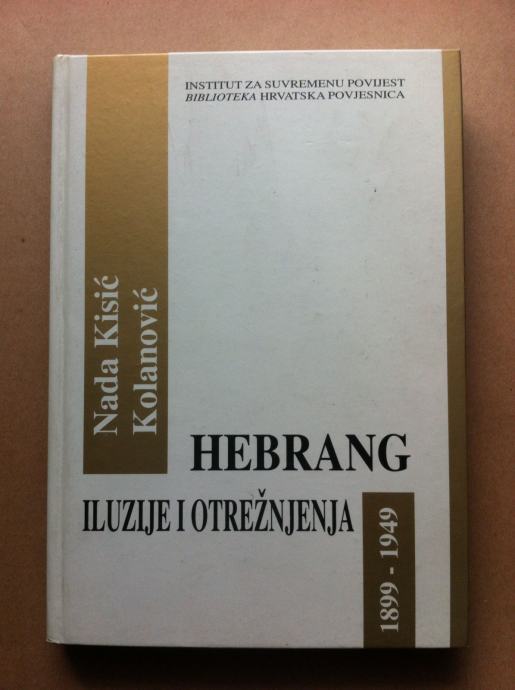 INSTITUT ZA SUVREMENU POVIJEST
BIBLIOTEKA HRVATSKA POVJESNICA
Nada Kisić
Kolanović
HEBRANG
ILUZIJE I OTREŽNJENJA
1899 - 1949